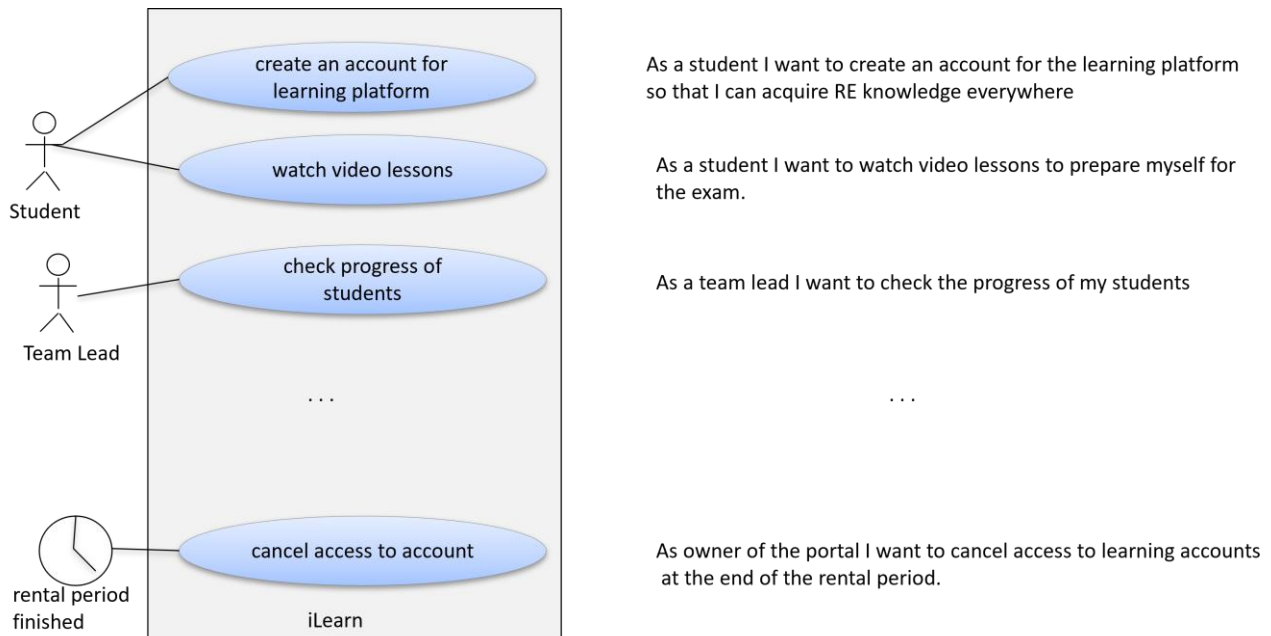 create an account for
learning platform
As a student I want to create an account for the learning platform
so that I can acquire RE knowledge everywhere
watch video lessons
As a student I want to watch video lessons to prepare myself for
the exam.
Student
check progress of
students
As a team lead I want to check the progress of my students
Team Lead
. . .
. . .
cancel access to account
As owner of the portal I want to cancel access to learning accounts
at the end of the rental period.
rental period
finished
iLearn